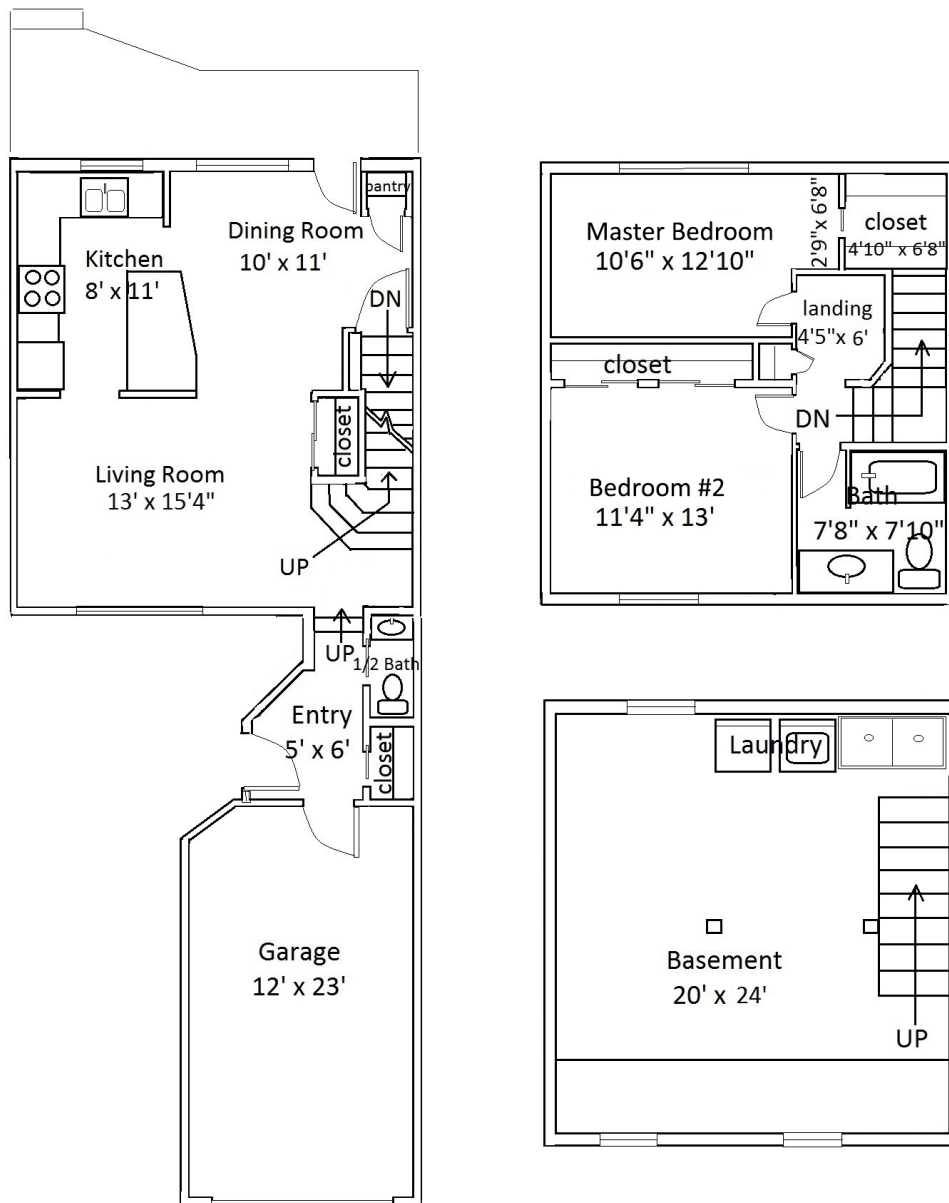 pantry
Dining Room
10' x 11'
Kitchen
8' x 11'
DN
closet
Living Room
13' x 15'4"
UP
UP
1/2 Bath
Entry
5' x 6'
closet
Garage
12' x 23'
Master Bedroom
10'6" x 12'10"
2'9"x 6'8"
closet
4'10" x 6'8"
landing
4'5"x 6'
closet
DN
Bedroom #2
11'4" x 13'
Bath
7'8" x 7'10"
Laundry
Basement
20' x 24'
UP